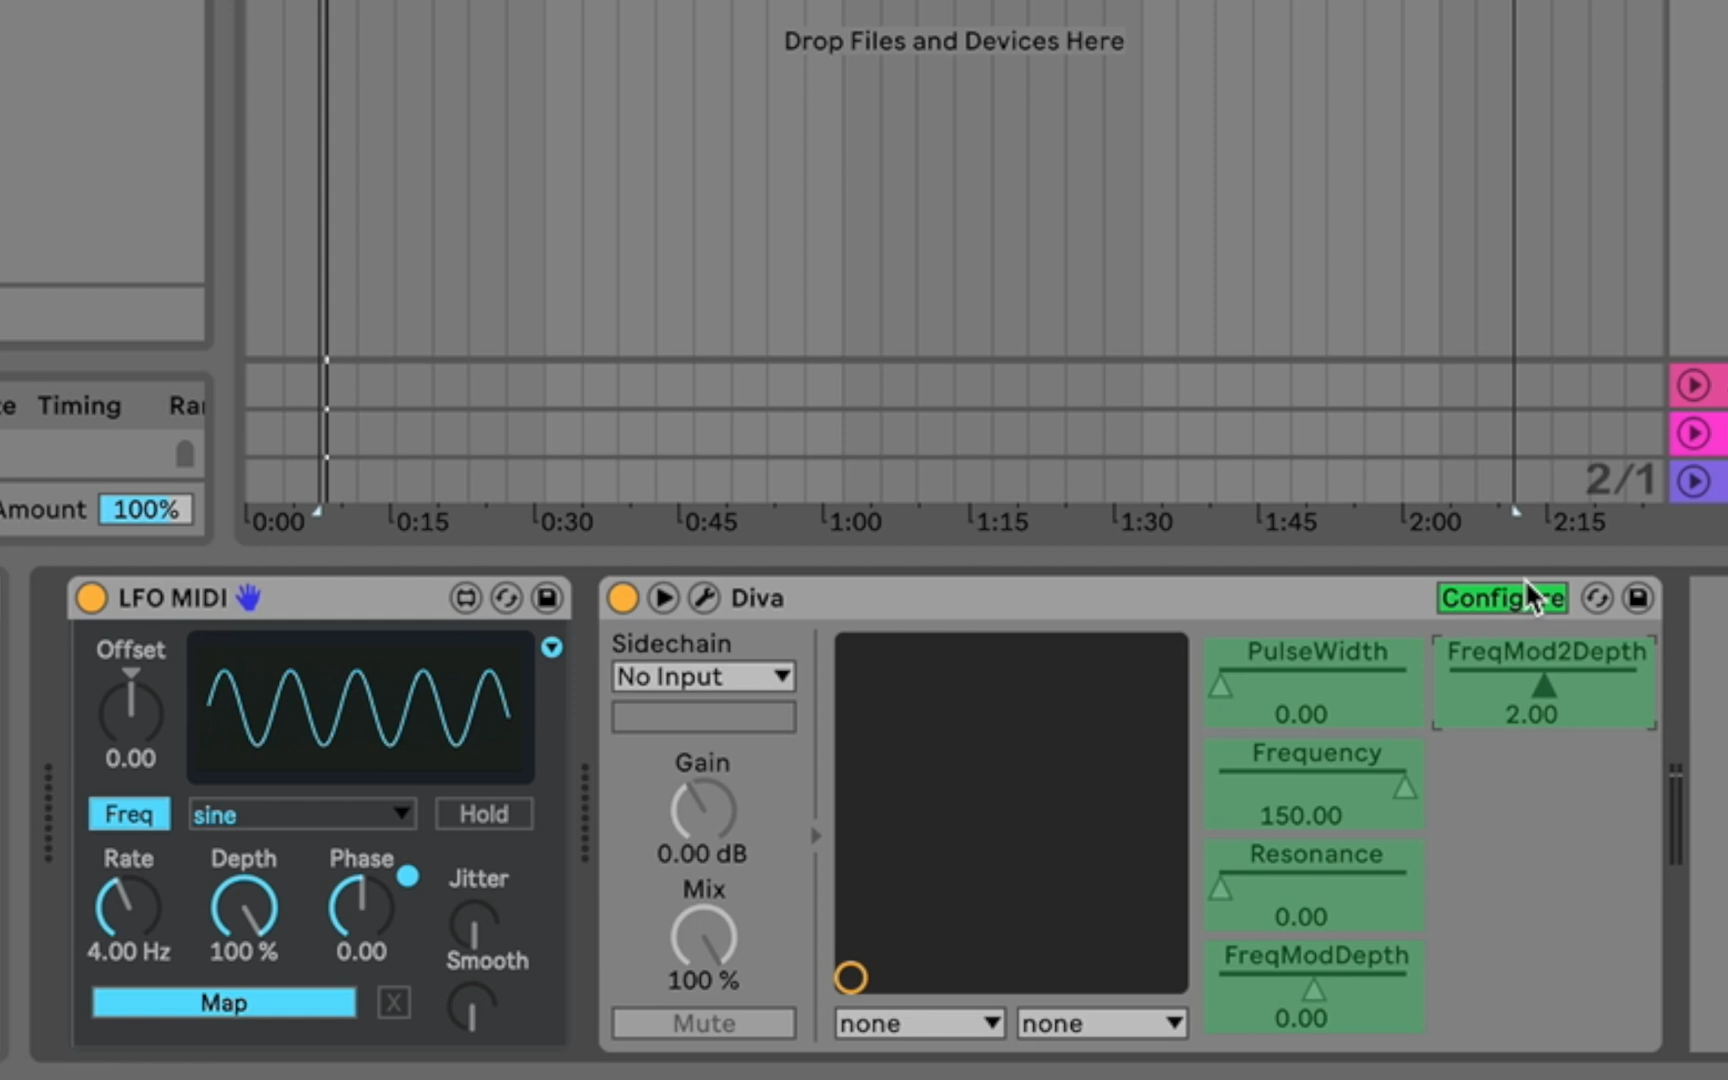 Drop Files and Devices Here
Timing
Amount 100%
2/1
0:00 0:15 0:30 0:45 1:00 1:15 1:30 1:45 2:00 2:15
LFO MIDI
Offset
0.00
Freq sine Hold
Rate Depth Phase Jitter
4.00 Hz 100 % 0.00 Smooth
Map X
Diva Configure
Sidechain
No Input
Gain
0.00 dB
Mix
100 %
Mute
none none
PulseWidth
0.00
Frequency
150.00
Resonance
0.00
FreqModDepth
0.00
FreqMod2Depth
2.00